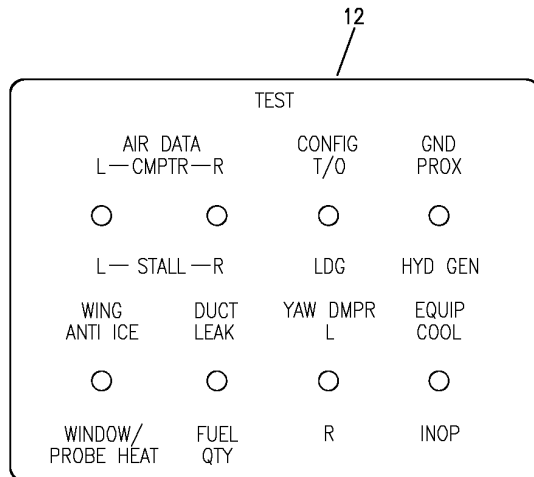 12
TEST
AIR DATA CONFIG GND
L—CMPTR—R T/O PROX
L— STALL —R LDG HYD GEN
WING DUCT YAW DMPR EQUIP
ANTI ICE LEAK L COOL
WINDOW/ FUEL R INOP
PROBE HEAT QTY